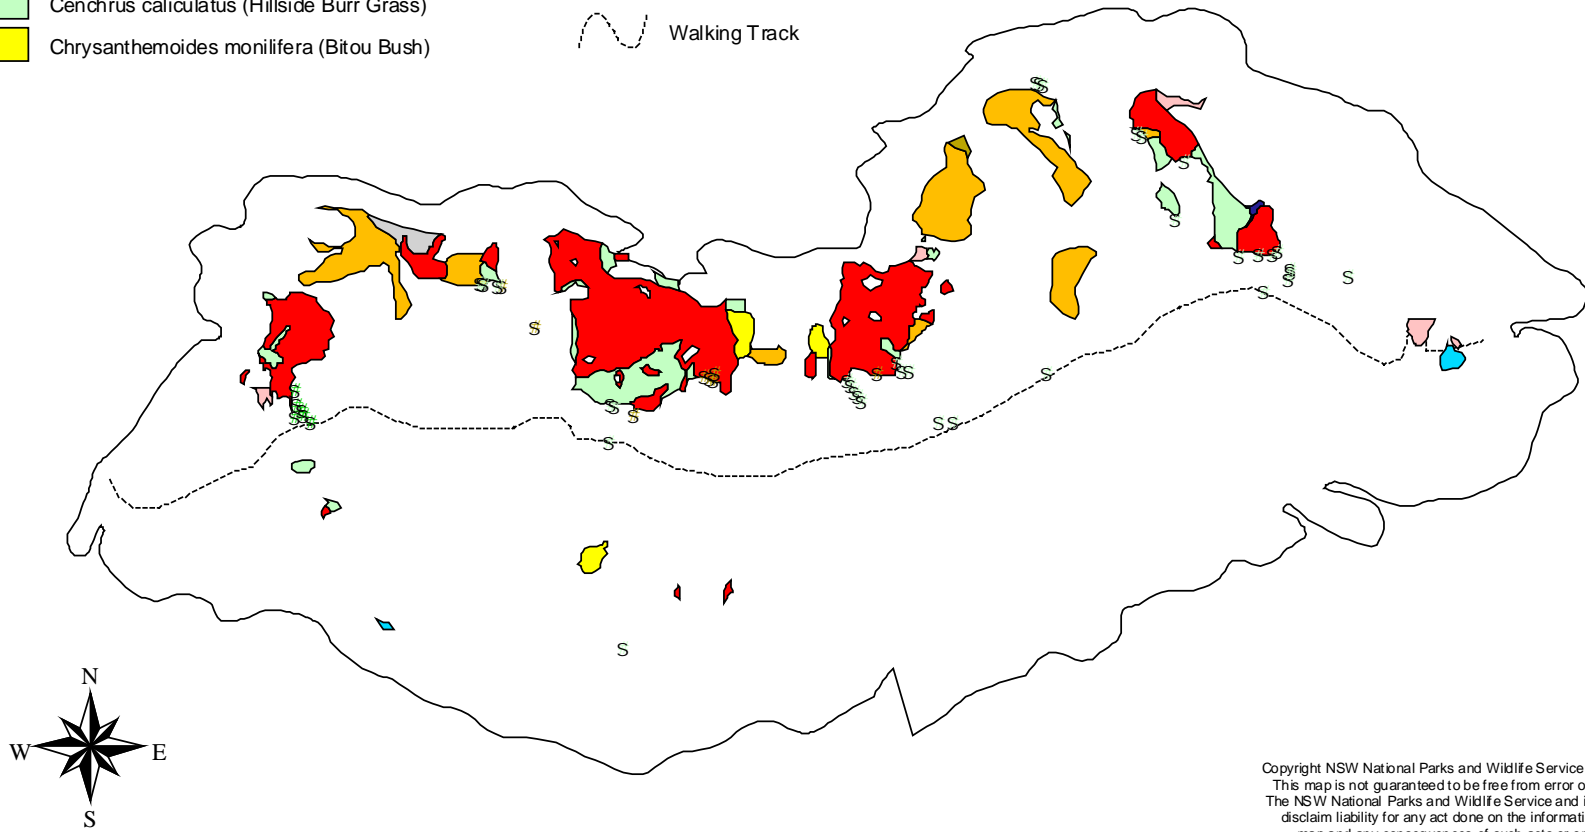 Cenchrus caliculatus (Hillside Burr Grass)
Chrysanthemoides monilifera (Bitou Bush)
Walking Track
N
W E
S
Copyright NSW National Parks and Wildlife Service
This map is not guaranteed to be free from error o
The NSW National Parks and Wildlife Service and i
disclaim liability for any act done on the informati